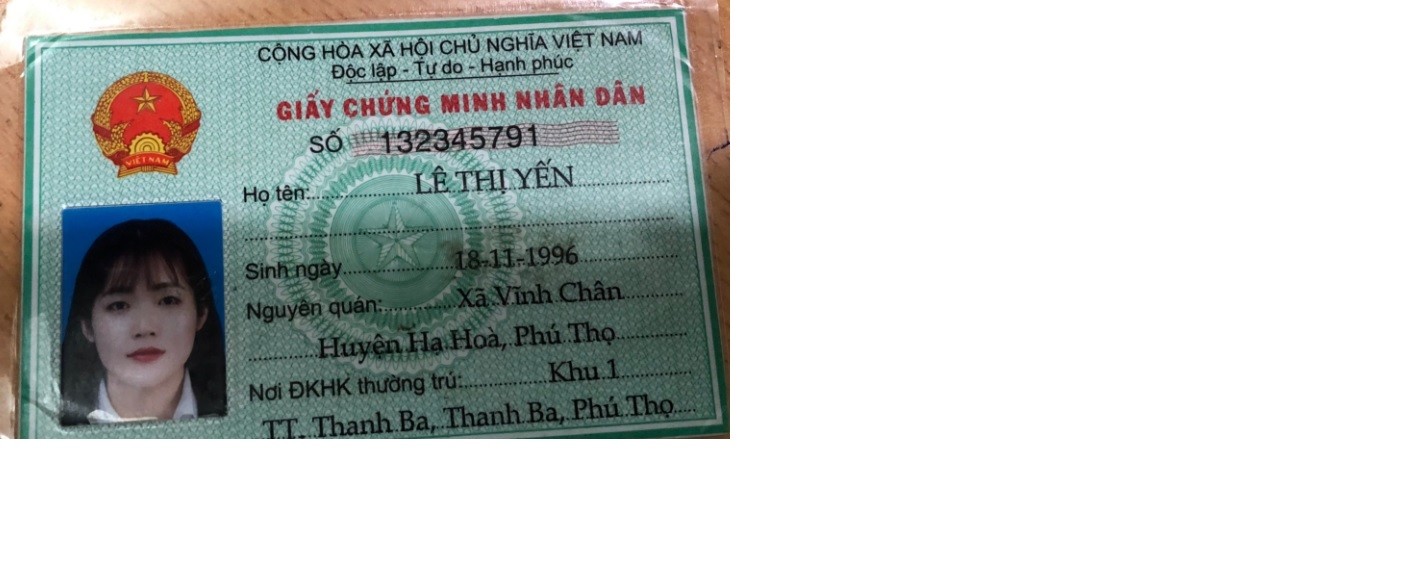 CỘNG HÒA XÃ HỘI CHỦ NGHĨA VIỆT NAM
Độc lập - Tự do - Hạnh phúc
GIẤY CHỨNG MINH NHÂN DÂN
SỐ 132345791
VIỆT NAM
Họ tên: LÊ THỊ YẾN
Sinh ngày 18-11-1996
Nguyên quán: Xã Vĩnh Chân
Huyện Hạ Hoà, Phú Thọ
Nơi ĐKHK thường trú: Khu 1
TT. Thanh Ba, Thanh Ba, Phú Thọ